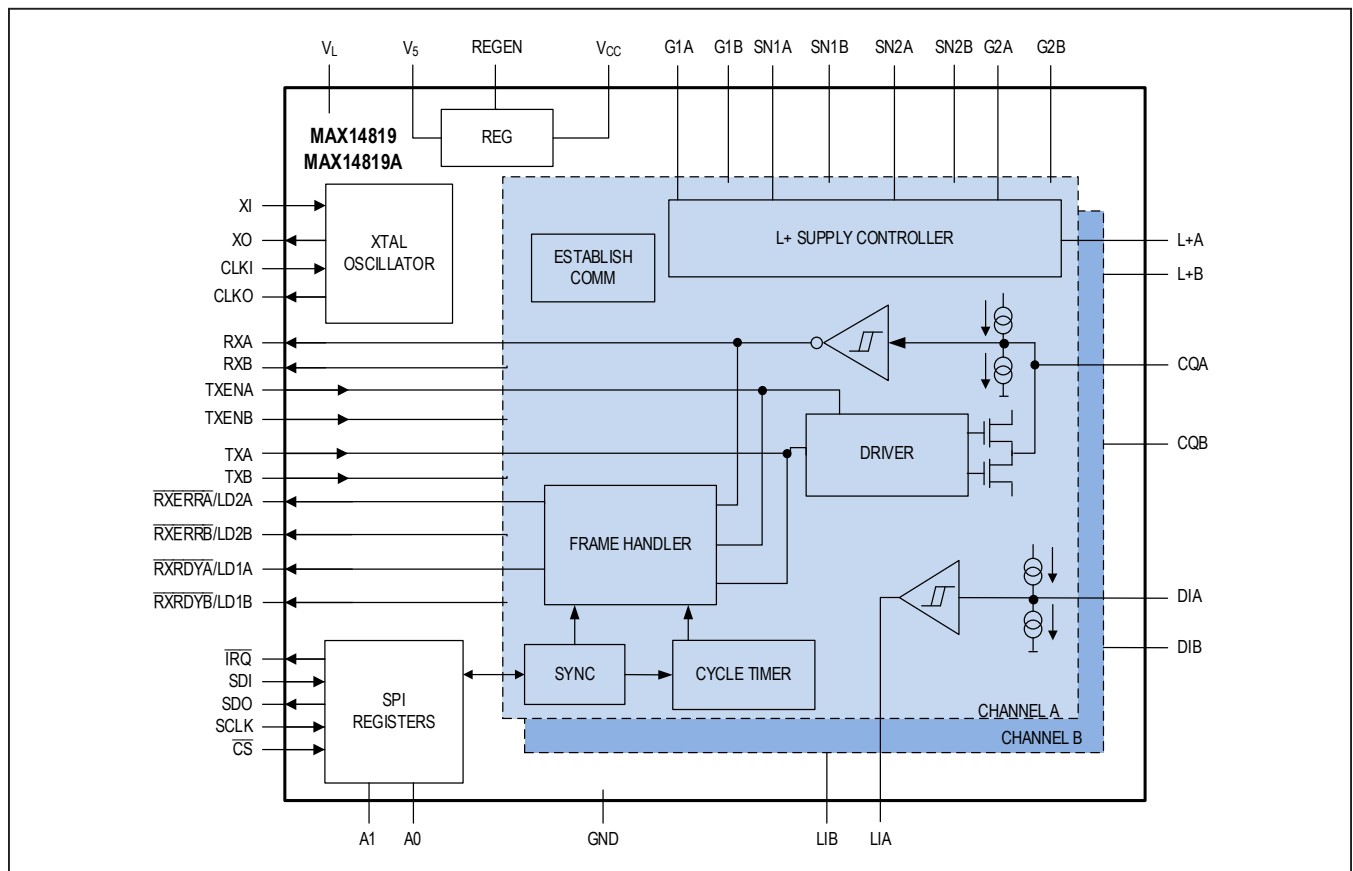 VL
V5
REGEN
VCC
G1A
G1B
SN1A
SN1B
SN2A
SN2B
G2A
G2B
MAX14819
MAX14819A
REG
XI
XO
CLKI
CLKO
XTAL
OSCILLATOR
ESTABLISH
COMM
L+ SUPPLY CONTROLLER
L+A
L+B
RXA
RXB
TXENA
TXENB
TXA
TXB
RXERRA/LD2A
RXERRB/LD2B
RXRDYA/LD1A
RXRDYB/LD1B
DRIVER
CQA
CQB
FRAME HANDLER
DIA
DIB
IRQ
SDI
SDO
SCLK
CS
SPI
REGISTERS
SYNC
CYCLE TIMER
CHANNEL A
CHANNEL B
A1
A0
GND
LIB
LIA